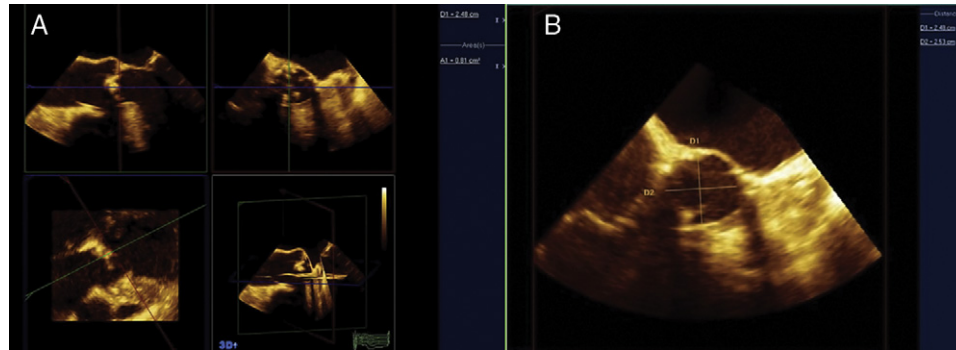 A
D1 = 2.48 cm
Area(s)
A1 = 0.81 cm²
3D
B
Distance
D1 = 2.48 cm
D2 = 2.53 cm
D1
D2